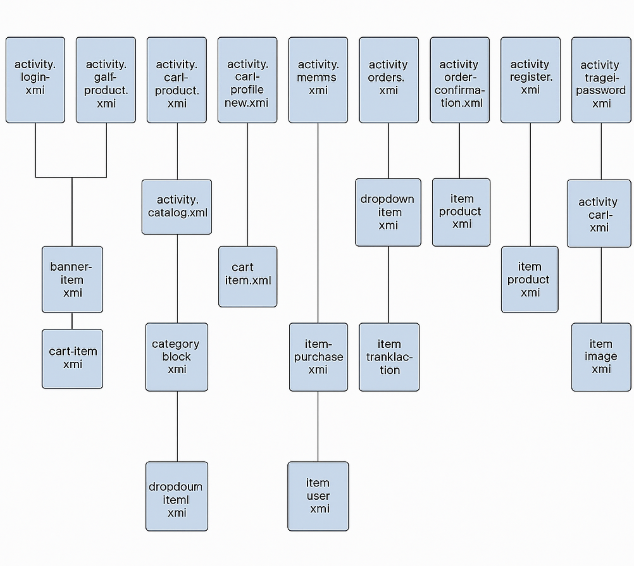 activity.
login-
xmi
activity.
galf-
product.
xmi
activity.
carl-
product.
xmi
activity.
carl-
profile
new.xmi
activity.
memms
xmi
activity
orders.
xmi
activity
order-
confirma-
tion.xml
activity
register.
xmi
activity
tragei-
password
xmi
activity.
catalog.xml
dropdown
item
xmi
item
product
xmi
activity
carl-
xmi
banner-
item
xmi
cart
item.xml
item
product
xmi
cart-item
xmi
category
block
xmi
item-
purchase
xmi
item
tranklac-
tion
item
image
xmi
dropdourn
iteml
xmi
item
user
xmi